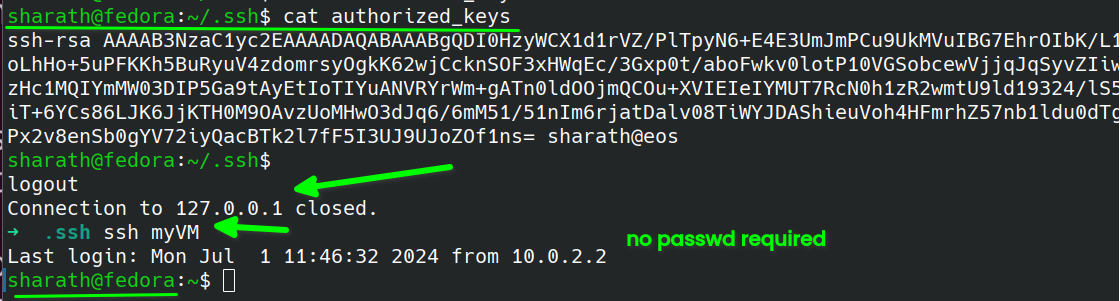 sharath@fedora:~/.ssh$ cat authorized_keys
ssh-rsa AAAAB3NzaC1yc2EAAAADAQABAAABgQDI0HzyWCX1d1rVZ/PlTpyN6+E4E3UmJmPCu9UkMVuIBG7EhrOIbK/L1
oLhHo+5uPFKKh5BuRyuV4zdomrsyOgkK62wjCcknSOF3xHWqEc/3Gxp0t/aboFwkv0lotP10VGSobcewVjjqJqSyvZIiw
zHc1MQIYmMW03DIP5Ga9tAyEtIoTIYuANVRYrWm+gATn0ldOOjmQCOu+XVIEIeIYMUT7RcN0h1zR2wmtU9ld19324/lS5
iT+6YCs86LJK6JjKTH0M9OAvzUoMHwO3dJq6/6mM51/51nIm6rjatDalv08TiWYJDAShieuVoh4HFmrhZ57nb1ldu0dTg
Px2v8enSb0gYV72iyQacBTk2l7fF5I3UJ9UJoZOf1ns= sharath@eos
sharath@fedora:~/.ssh$
logout
Connection to 127.0.0.1 closed.
➜ .ssh ssh myVM
no passwd required
Last login: Mon Jul  1 11:46:32 2024 from 10.0.2.2
sharath@fedora:~$